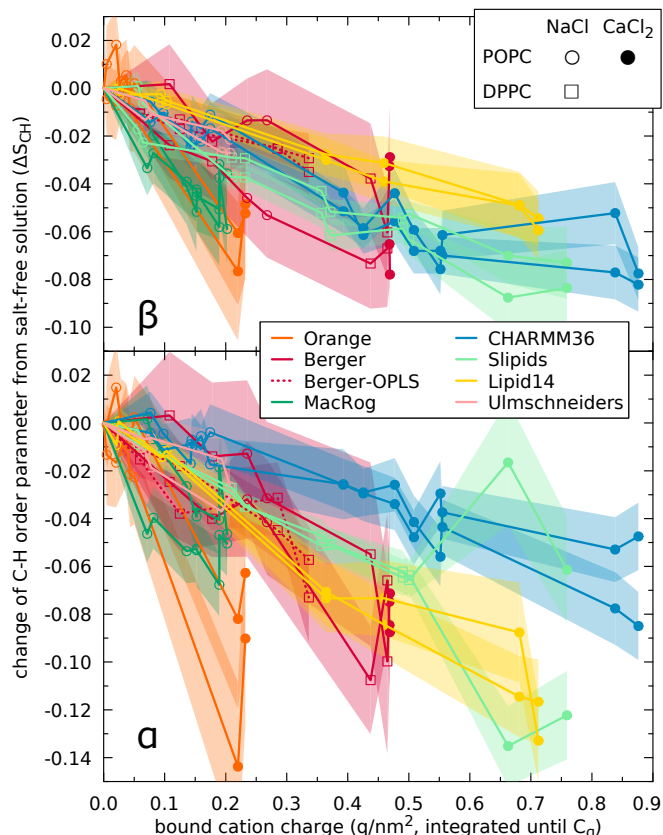 NaCl CaCl2
POPC
DPPC
0.02
0.00
-0.02
-0.04
-0.06
-0.08
-0.10
β
Orange CHARMM36
Berger Slipids
Berger-OPLS Lipid14
MacRog Ulmschneiders
0.02
0.00
-0.02
-0.04
-0.06
-0.08
-0.10
-0.12
-0.14
α
change of C-H order parameter from salt-free solution (ΔSCH)
0.0 0.1 0.2 0.3 0.4 0.5 0.6 0.7 0.8 0.9
bound cation charge (q/nm2, integrated until Cg)